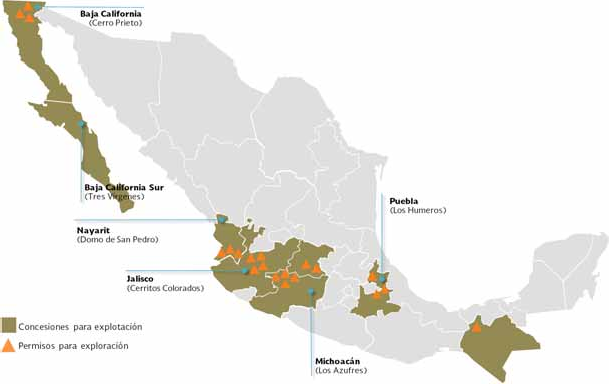 Baja California
(Cerro Prieto)
Baja California Sur
(Tres Vírgenes)
Puebla
(Los Humeros)
Nayarit
(Domo de San Pedro)
Jalisco
(Cerritos Colorados)
Concesiones para explotación
Permisos para exploración
Michoacán
(Los Azufres)